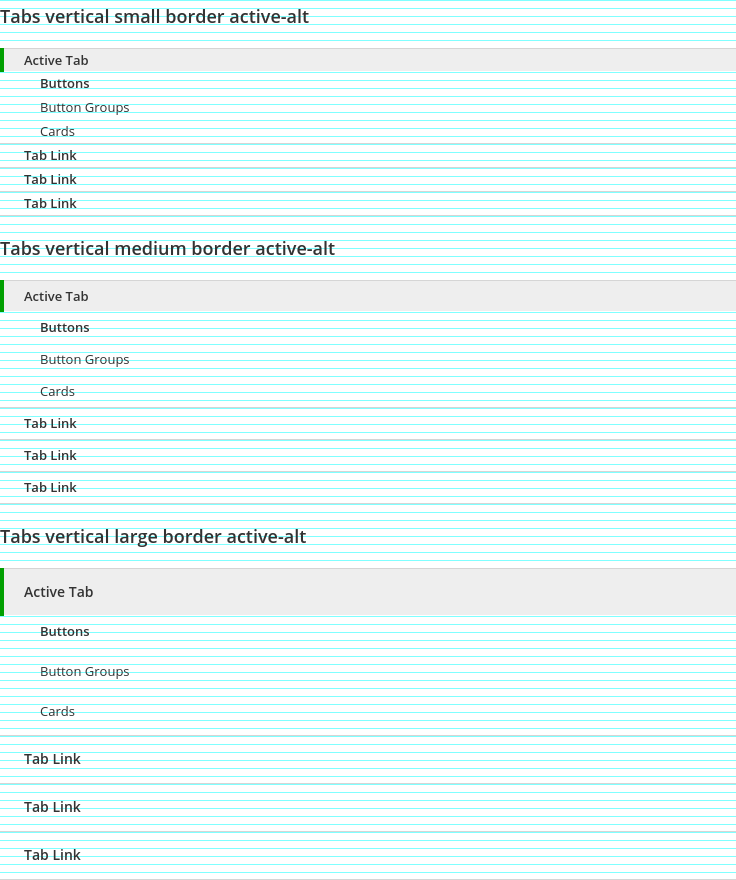 Tabs vertical small border active-alt
Active Tab
Buttons
Button Groups
Cards
Tab Link
Tab Link
Tab Link
Tabs vertical medium border active-alt
Active Tab
Buttons
Button Groups
Cards
Tab Link
Tab Link
Tab Link
Tabs vertical large border active-alt
Active Tab
Buttons
Button Groups
Cards
Tab Link
Tab Link
Tab Link